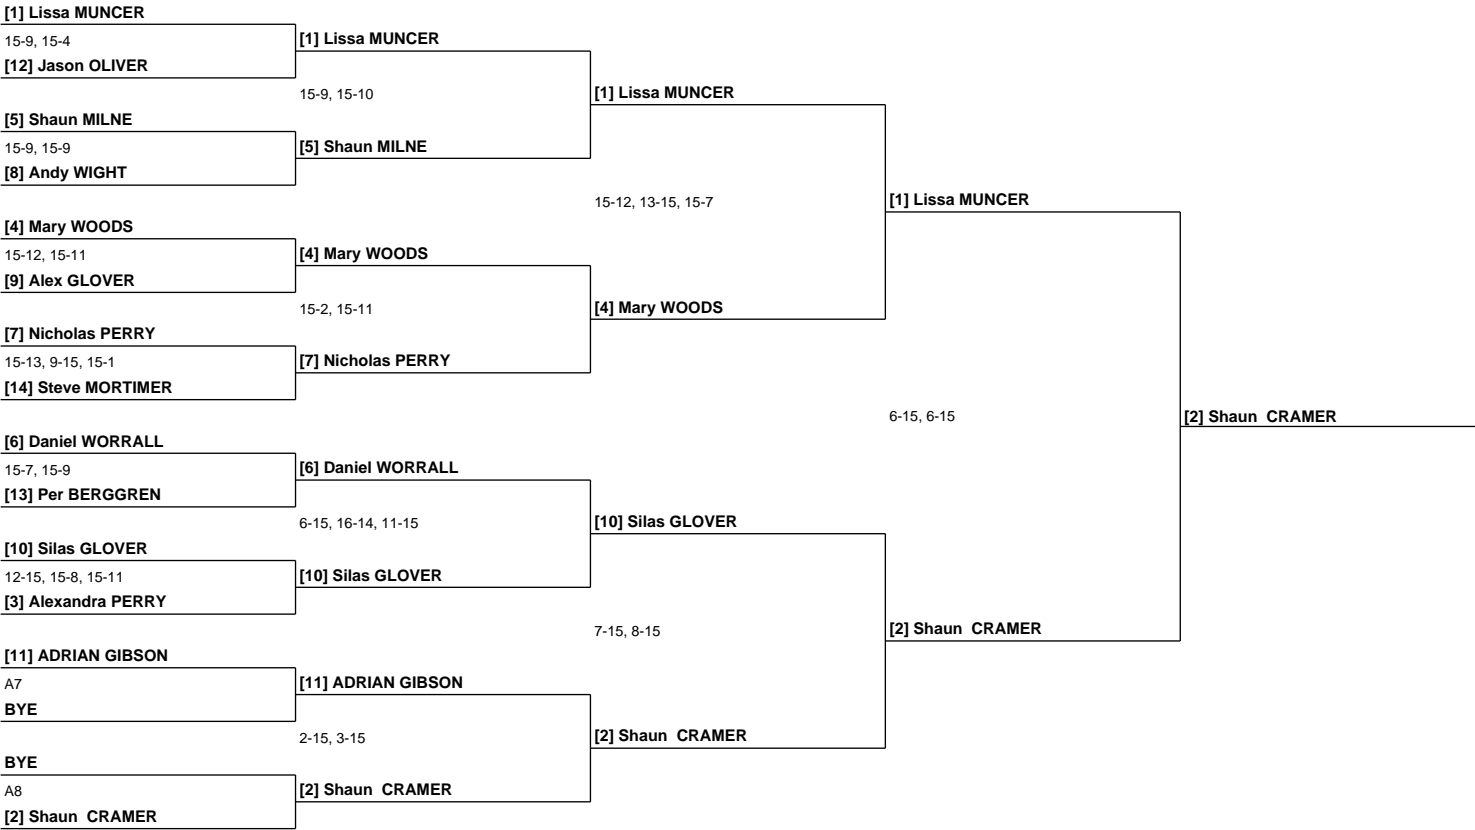 [1] Lissa MUNCER
15-9, 15-4
[12] Jason OLIVER
[5] Shaun MILNE
15-9, 15-9
[8] Andy WIGHT
[4] Mary WOODS
15-12, 15-11
[9] Alex GLOVER
[7] Nicholas PERRY
15-13, 9-15, 15-1
[14] Steve MORTIMER
[6] Daniel WORRALL
15-7, 15-9
[13] Per BERGGREN
[10] Silas GLOVER
12-15, 15-8, 15-11
[3] Alexandra PERRY
[11] ADRIAN GIBSON
A7
BYE
BYE
A8
[2] Shaun  CRAMER
[1] Lissa MUNCER
15-9, 15-10
[5] Shaun MILNE
[4] Mary WOODS
15-2, 15-11
[7] Nicholas PERRY
[6] Daniel WORRALL
6-15, 16-14, 11-15
[10] Silas GLOVER
[11] ADRIAN GIBSON
2-15, 3-15
[2] Shaun  CRAMER
[1] Lissa MUNCER
15-12, 13-15, 15-7
[4] Mary WOODS
[10] Silas GLOVER
7-15, 8-15
[2] Shaun  CRAMER
[1] Lissa MUNCER
6-15, 6-15
[2] Shaun  CRAMER
[2] Shaun  CRAMER